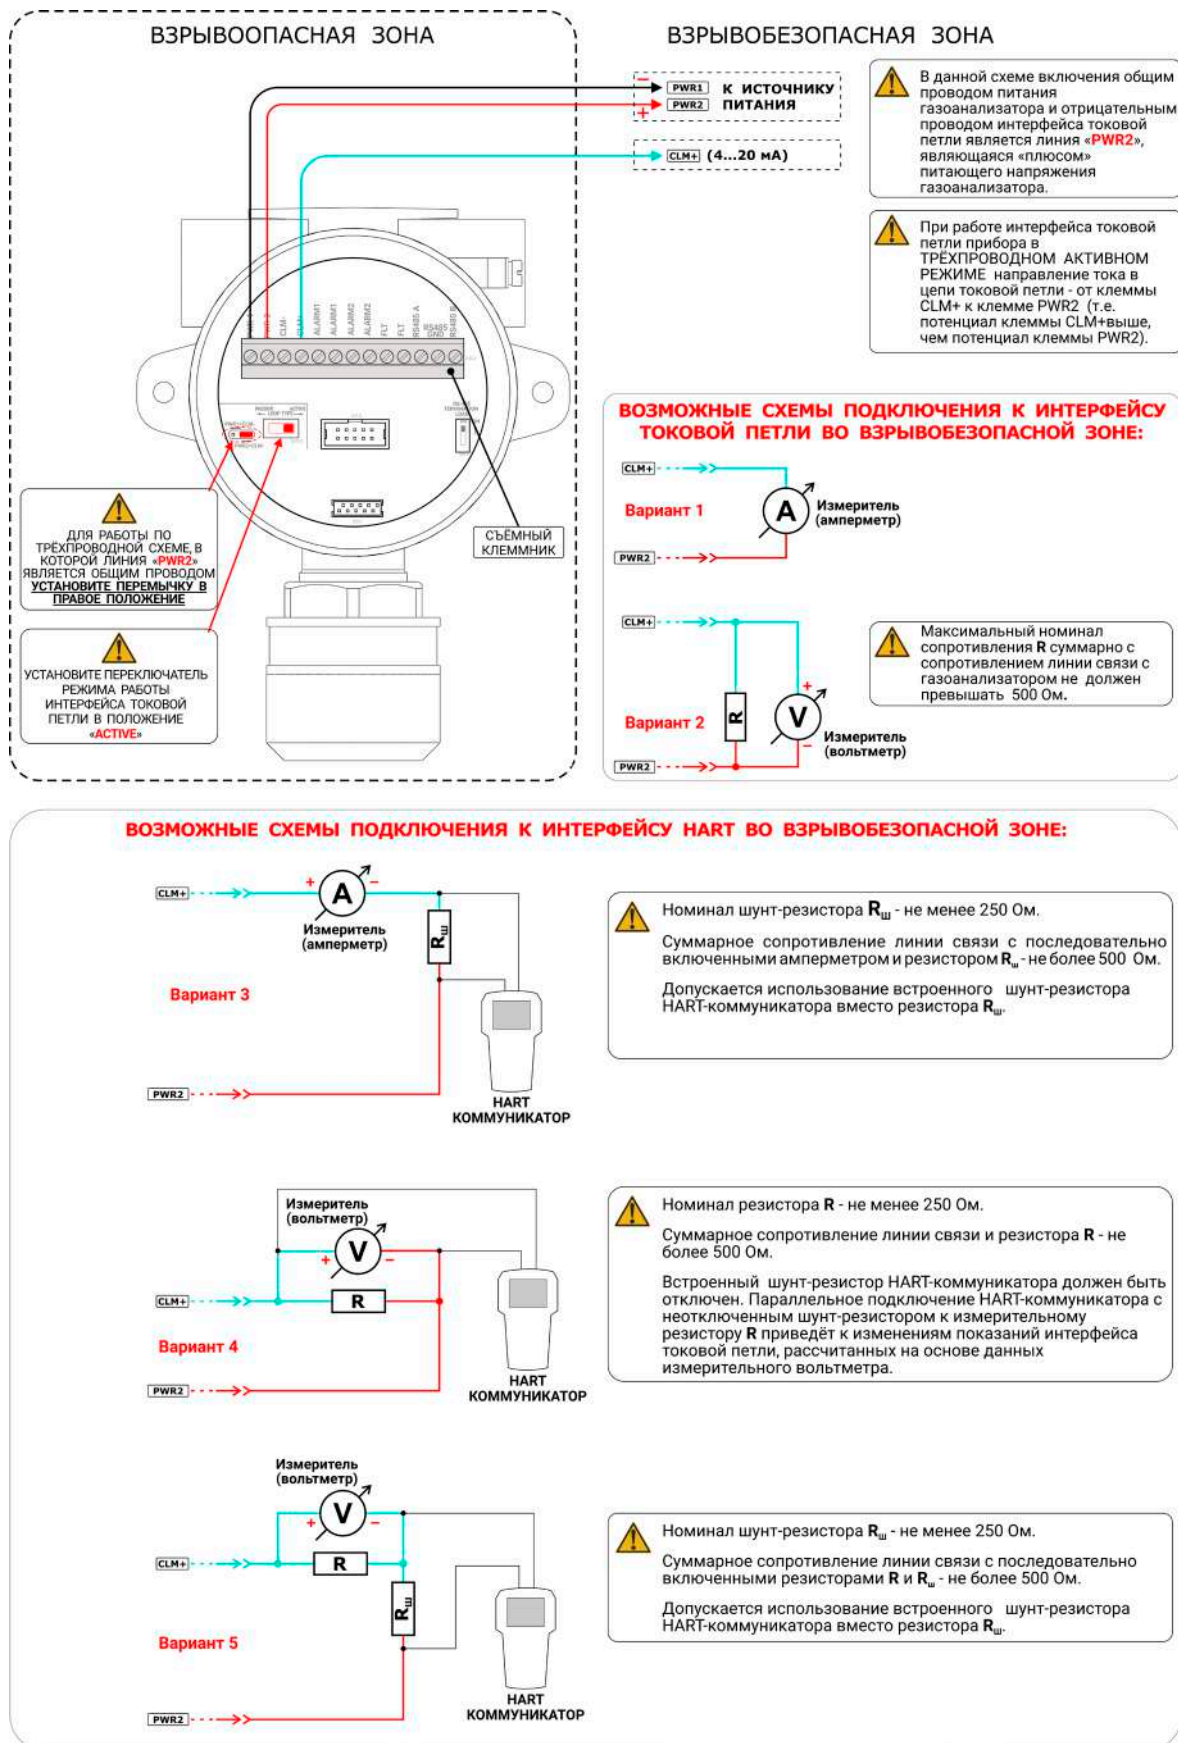 ВЗРЫВООПАСНАЯ ЗОНА
ВЗРЫВОБЕЗОПАСНАЯ ЗОНА
− PWR1 К ИСТОЧНИКУ
+ PWR2 ПИТАНИЯ
CLM+ (4...20 мА)
В данной схеме включения общим
проводом питания
газоанализатора и отрицательным
проводом интерфейса токовой
петли является линия «PWR2»,
являющаяся «плюсом»
питающего напряжения
газоанализатора.
При работе интерфейса токовой
петли прибора в
ТРЁХПРОВОДНОМ АКТИВНОМ
РЕЖИМЕ направление тока в
цепи токовой петли - от клеммы
CLM+ к клемме PWR2 (т.е.
потенциал клеммы CLM+выше,
чем потенциал клеммы PWR2).
CLM-
CLM+
ALARM1
ALARM1
ALARM2
ALARM2
FLT
FLT
RS485 A
RS485
GND
RS485 B
СЪЁМНЫЙ
КЛЕММНИК
ДЛЯ РАБОТЫ ПО
ТРЁХПРОВОДНОЙ СХЕМЕ, В
КОТОРОЙ ЛИНИЯ «PWR2»
ЯВЛЯЕТСЯ ОБЩИМ ПРОВОДОМ
УСТАНОВИТЕ ПЕРЕМЫЧКУ В
ПРАВОЕ ПОЛОЖЕНИЕ
УСТАНОВИТЕ ПЕРЕКЛЮЧАТЕЛЬ
РЕЖИМА РАБОТЫ
ИНТЕРФЕЙСА ТОКОВОЙ
ПЕТЛИ В ПОЛОЖЕНИЕ
«ACTIVE»
ВОЗМОЖНЫЕ СХЕМЫ ПОДКЛЮЧЕНИЯ К ИНТЕРФЕЙСУ
ТОКОВОЙ ПЕТЛИ ВО ВЗРЫВОБЕЗОПАСНОЙ ЗОНЕ:
CLM+
Вариант 1
A
Измеритель
(амперметр)
PWR2
CLM+
Вариант 2
R
+
V
−
Измеритель
(вольтметр)
PWR2
Максимальный номинал
сопротивления R суммарно с
сопротивлением линии связи с
газоанализатором не должен
превышать 500 Ом.
ВОЗМОЖНЫЕ СХЕМЫ ПОДКЛЮЧЕНИЯ К ИНТЕРФЕЙСУ HART ВО ВЗРЫВОБЕЗОПАСНОЙ ЗОНЕ:
CLM+
+ A −
Измеритель
(амперметр)
Rш
Вариант 3
PWR2
HART
КОММУНИКАТОР
Номинал шунт-резистора Rш - не менее 250 Ом.
Суммарное сопротивление линии связи с последовательно
включенными амперметром и резистором Rш - не более 500 Ом.
Допускается использование встроенного шунт-резистора
HART-коммуникатора вместо резистора Rш.
Измеритель
(вольтметр)
+ V −
CLM+
R
Вариант 4
PWR2
HART
КОММУНИКАТОР
Номинал резистора R - не менее 250 Ом.
Суммарное сопротивление линии связи и резистора R - не
более 500 Ом.
Встроенный шунт-резистор HART-коммуникатора должен быть
отключен. Параллельное подключение HART-коммуникатора с
неотключенным шунт-резистором к измерительному
резистору R приведёт к изменениям показаний интерфейса
токовой петли, рассчитанных на основе данных
измерительного вольтметра.
Измеритель
(вольтметр)
+ V −
CLM+
R
Rш
Вариант 5
PWR2
HART
КОММУНИКАТОР
Номинал шунт-резистора Rш - не менее 250 Ом.
Суммарное сопротивление линии связи с последовательно
включенными резисторами R и Rш - не более 500 Ом.
Допускается использование встроенного шунт-резистора
HART-коммуникатора вместо резистора Rш.